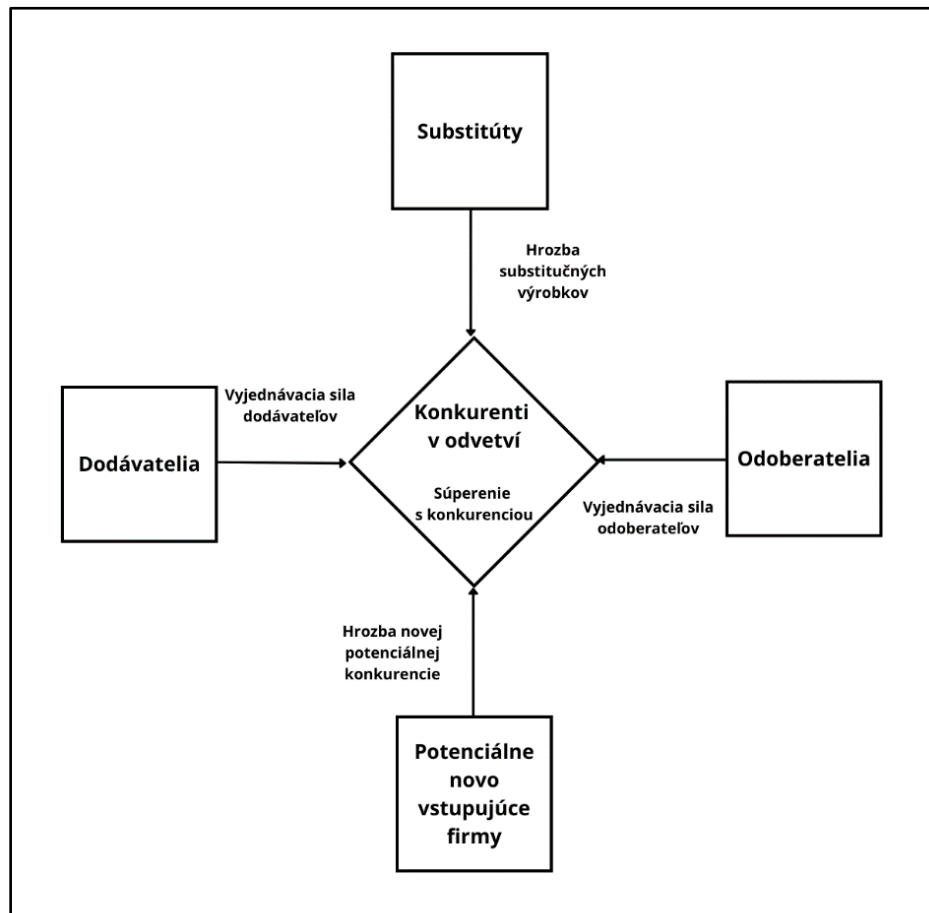 Substitúty
Hrozba
substitučných
výrobkov
Vyjednávacia sila
dodávateľov
Dodávatelia
Konkurenti
v odvetví
Súperenie
s konkurenciou
Odoberatelia
Vyjednávacia sila
odoberateľov
Hrozba novej
potenciálnej
konkurencie
Potenciálne
novo
vstupujúce
firmy